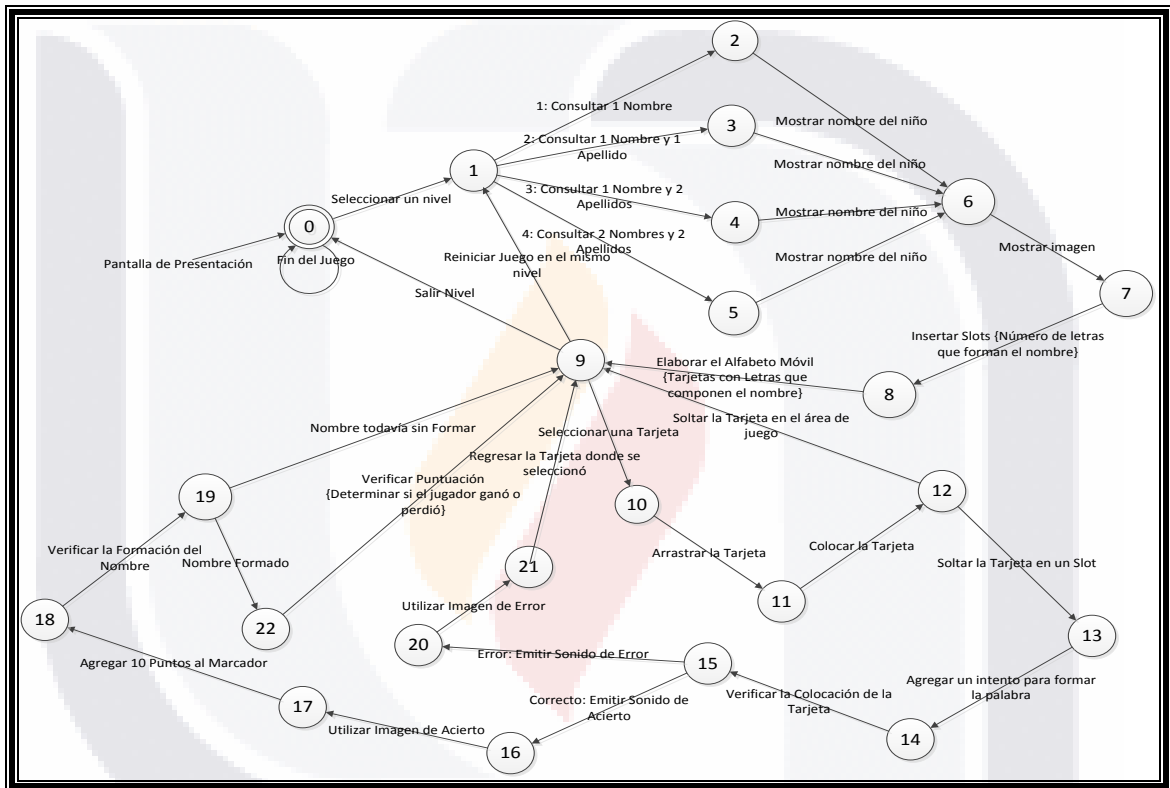 2
1: Consultar 1 Nombre
Mostrar nombre del niño
3
2: Consultar 1 Nombre y 1
Apellido
Mostrar nombre del niño
1
3: Consultar 1 Nombre y 2
Apellidos
Seleccionar un nivel
6
4
Mostrar nombre del niño
0
4: Consultar 2 Nombres y 2
Apellidos
Mostrar imagen
Pantalla de Presentación
Fin del Juego
Reiniciar Juego en el mismo
nivel
Mostrar nombre del niño
Salir Nivel
7
5
Insertar Slots {Número de letras
que forman el nombre}
9
Elaborar el Alfabeto Móvil
{Tarjetas con Letras que
componen el nombre}
8
Soltar la Tarjeta en el área de
juego
Nombre todavía sin Formar
Seleccionar una Tarjeta
Regresar la Tarjeta donde se
seleccionó
Verificar Puntuación
{Determinar si el jugador ganó o
perdió}
19
10
12
Verificar la Formación del
Nombre
Nombre Formado
Arrastrar la Tarjeta
Colocar la Tarjeta
Soltar la Tarjeta en un Slot
21
Utilizar Imagen de Error
11
18
22
20
13
Error: Emitir Sonido de Error
15
Agregar 10 Puntos al Marcador
Agregar un intento para formar
la palabra
Correcto: Emitir Sonido de
Acierto
Verificar la Colocación de la
Tarjeta
17
Utilizar Imagen de Acierto
16
14